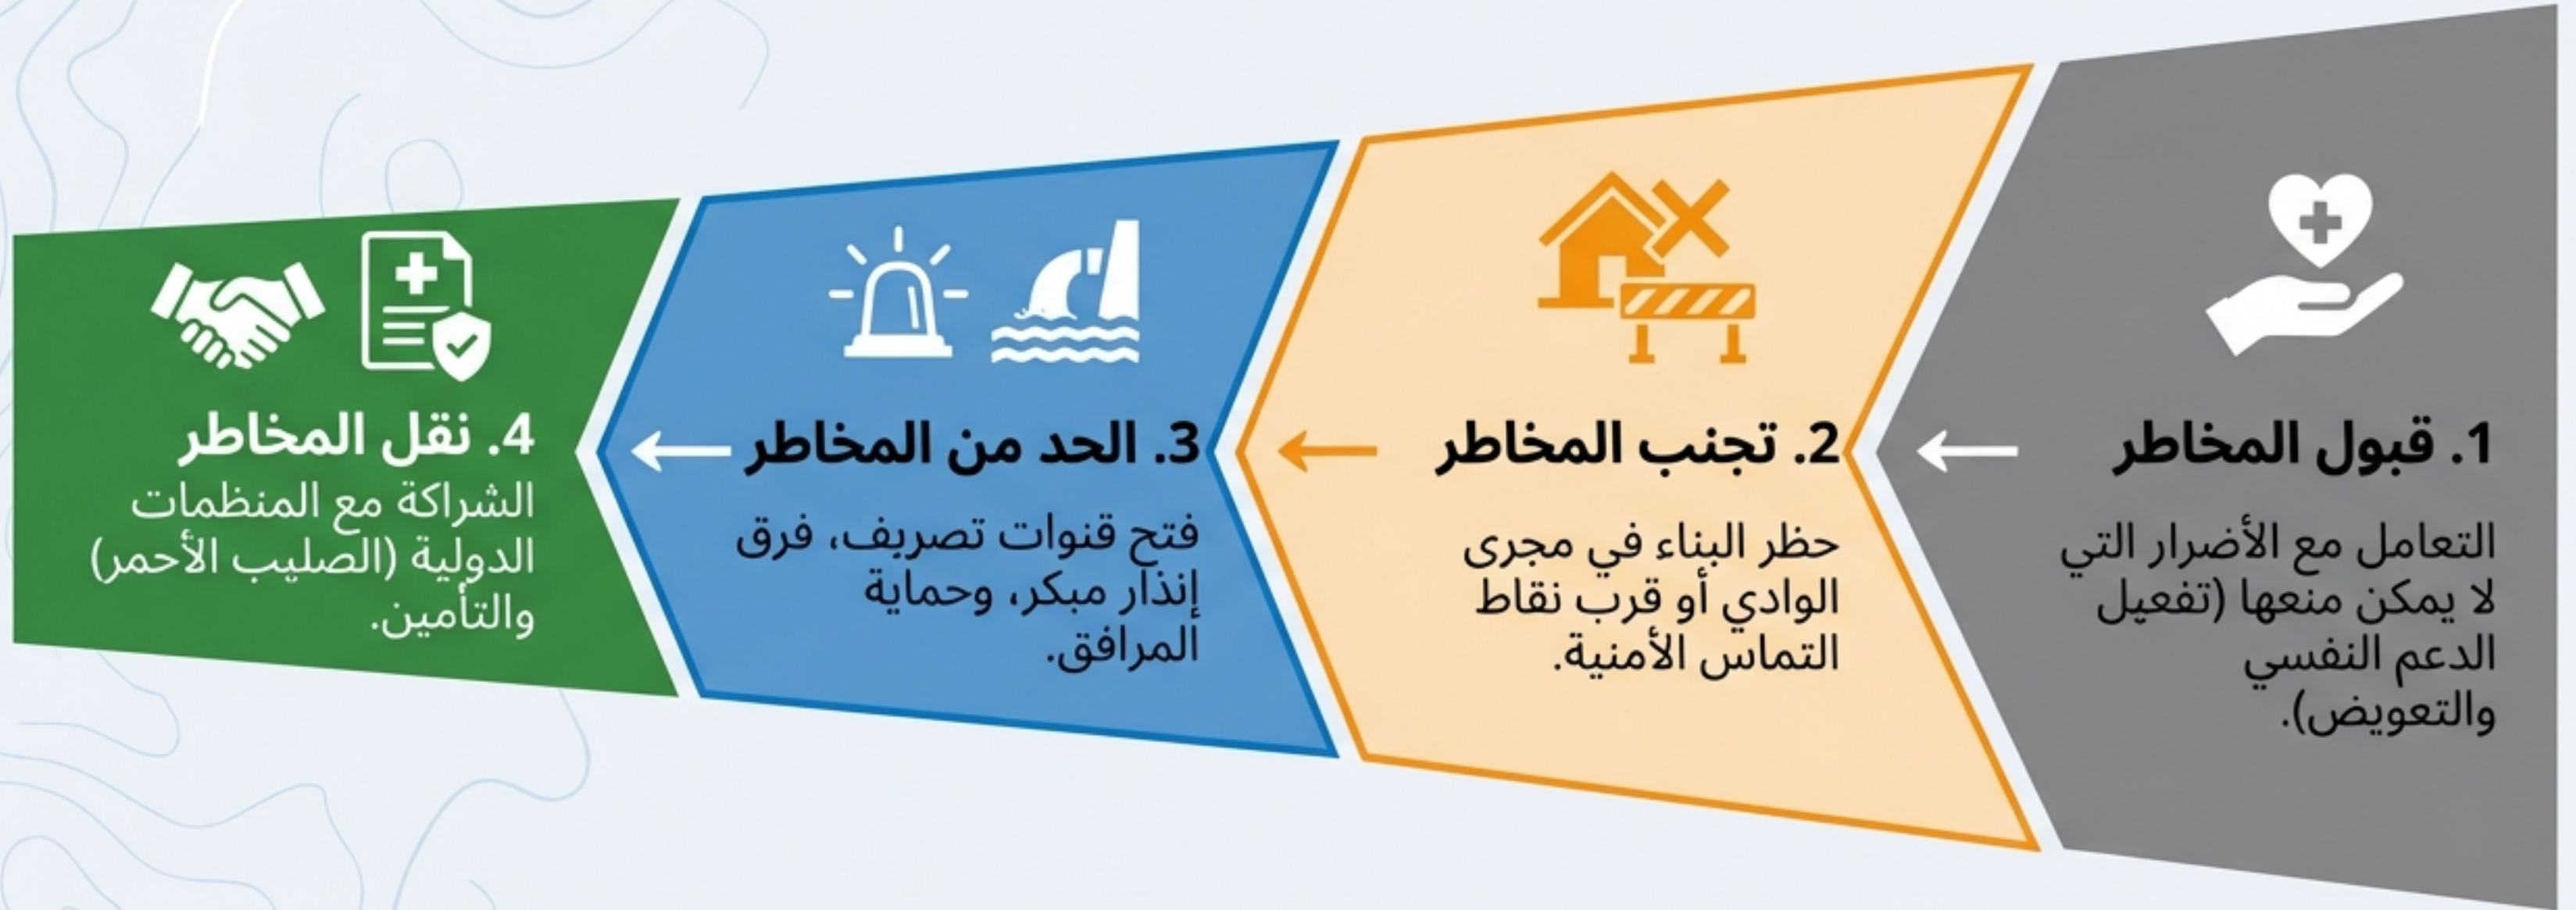 1. قبول المخاطر
التعامل مع الأضرار التي
لا يمكن منعها (تفعيل
الدعم النفسي
والتعويض).
2. تجنب المخاطر
حظر البناء في مجرى
الوادي أو قرب نقاط
التماس الأمنية.
3. الحد من المخاطر
فتح قنوات تصريف، فرق
إنذار مبكر، وحماية
المرافق.
4. نقل المخاطر
الشراكة مع المنظمات
الدولية (الصليب الأحمر)
والتأمين.